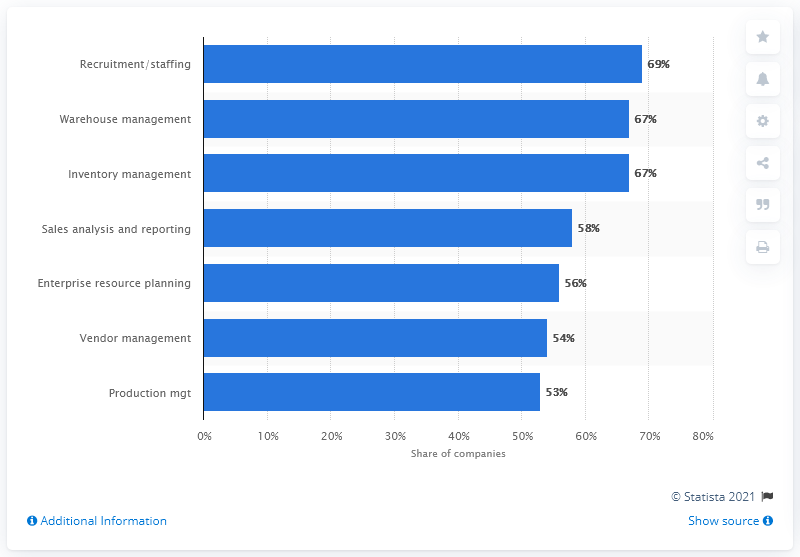 Recruitment/staffing 69%
Warehouse management 67%
Inventory management 67%
Sales analysis and reporting 58%
Enterprise resource planning 56%
Vendor management 54%
Production mgt 53%
0% 10% 20% 30% 40% 50% 60% 70% 80%
Share of companies
© Statista 2021
Additional Information Show source